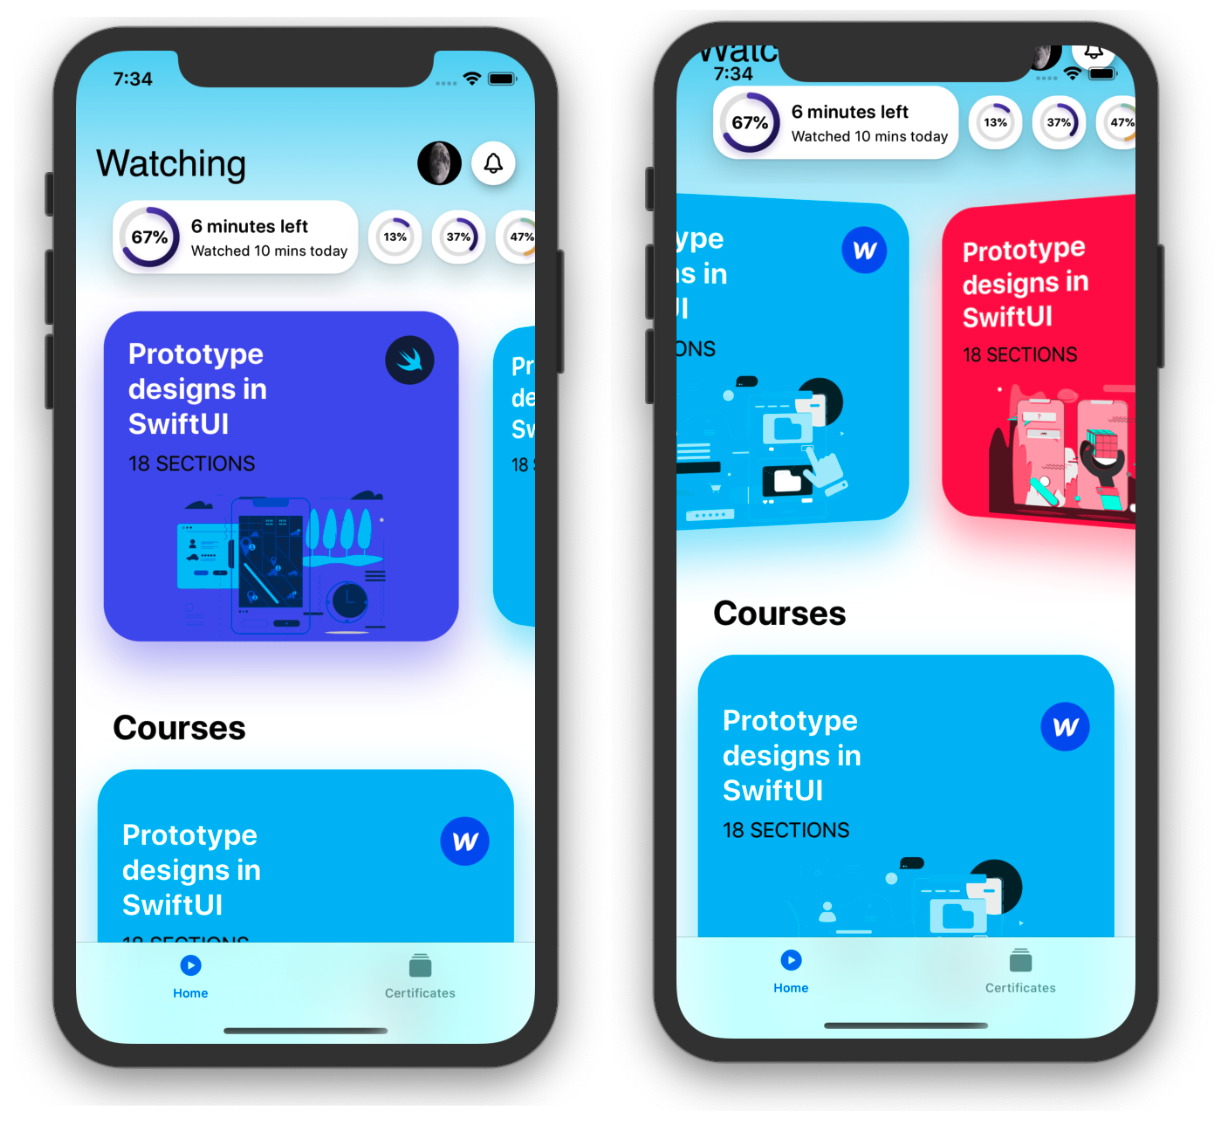 7:34
Watching
67%
6 minutes left
Watched 10 mins today
13%
37%
47%
Prototype
designs in
SwiftUI
18 SECTIONS
Pr
de
Sw
18
Courses
Prototype
designs in
SwiftUI
18 SECTIONS
W
Home
Certificates
Watc
7:34
67%
6 minutes left
Watched 10 mins today
13%
37%
47%
ype
ns in
UI
ONS
W
Prototype
designs in
SwiftUI
18 SECTIONS
Courses
Prototype
designs in
SwiftUI
18 SECTIONS
W
Home
Certificates